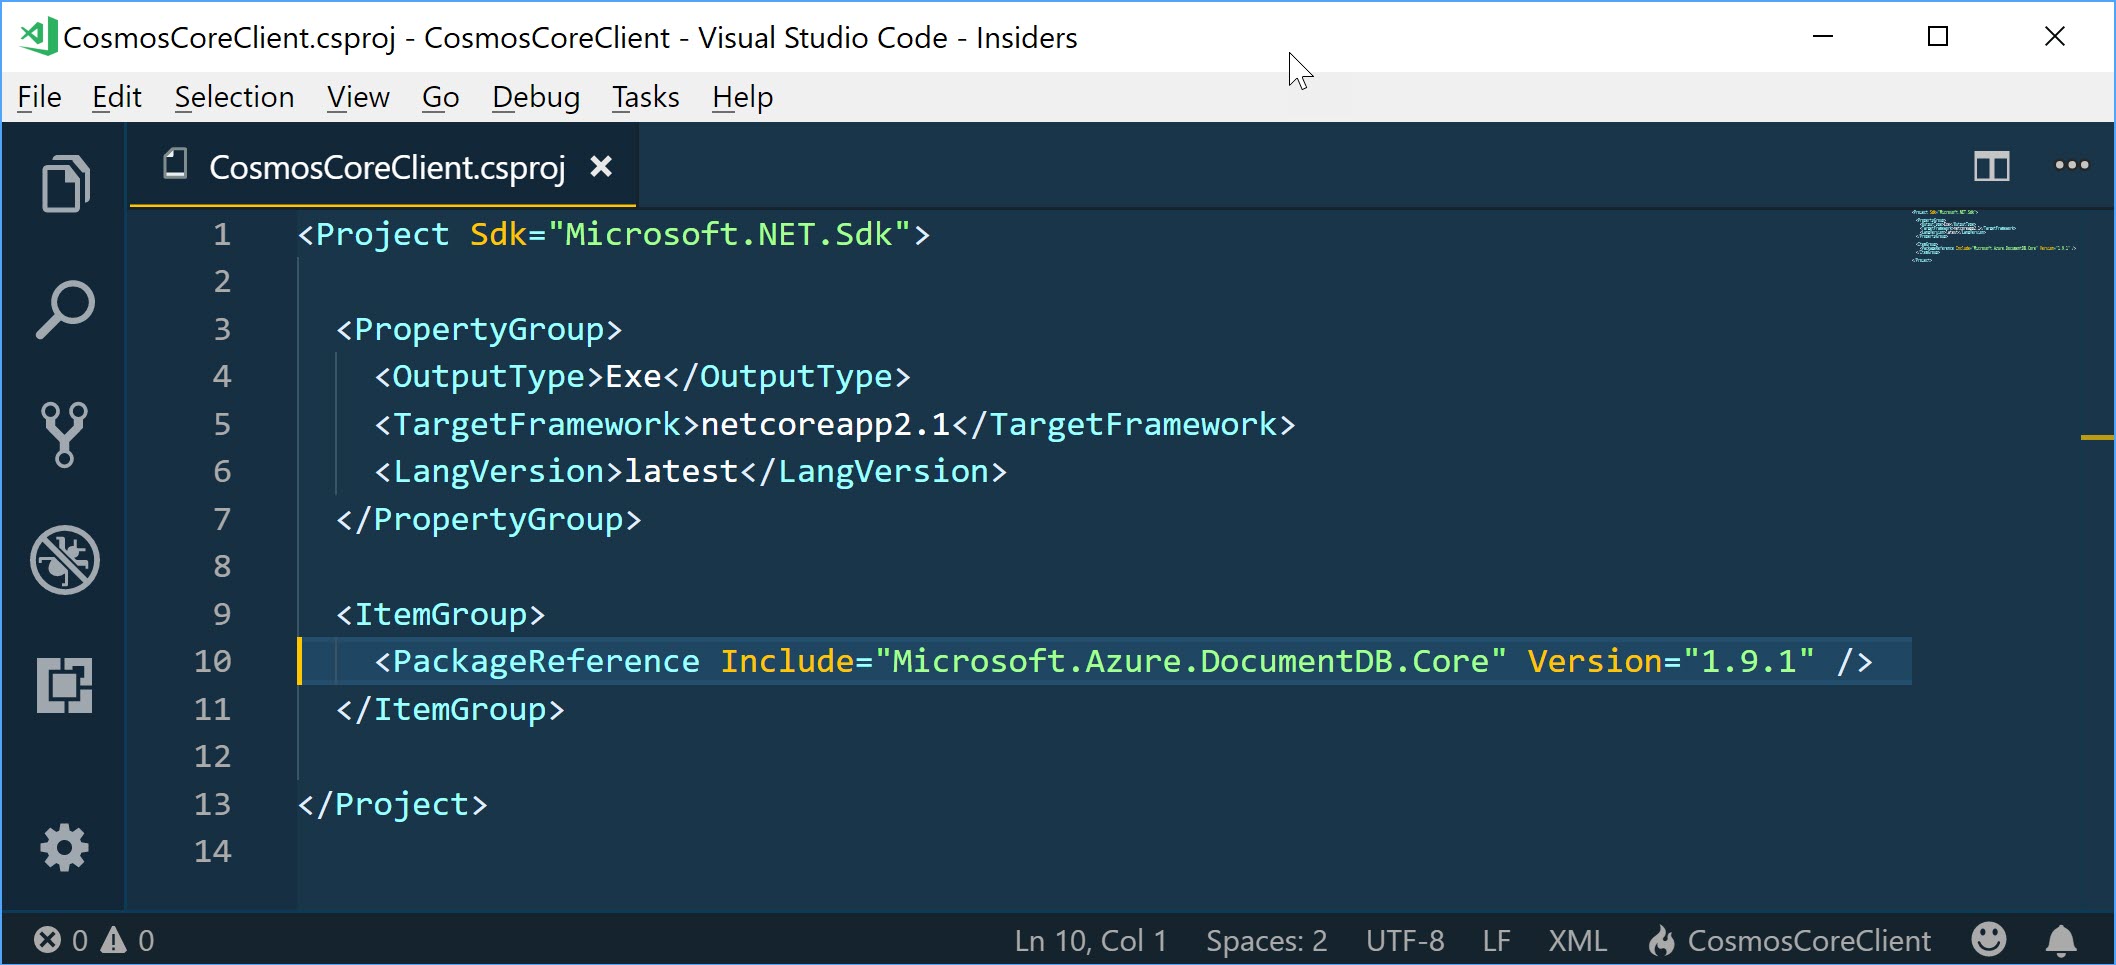 CosmosCoreClient.csproj - CosmosCoreClient - Visual Studio Code - Insiders
File Edit Selection View Go Debug Tasks Help
CosmosCoreClient.csproj
1 <Project Sdk="Microsoft.NET.Sdk">
2
3   <PropertyGroup>
4     <OutputType>Exe</OutputType>
5     <TargetFramework>netcoreapp2.1</TargetFramework>
6     <LangVersion>latest</LangVersion>
7   </PropertyGroup>
8
9   <ItemGroup>
10     <PackageReference Include="Microsoft.Azure.DocumentDB.Core" Version="1.9.1" />
11   </ItemGroup>
12
13 </Project>
14
0 0 Ln 10, Col 1 Spaces: 2 UTF-8 LF XML CosmosCoreClient